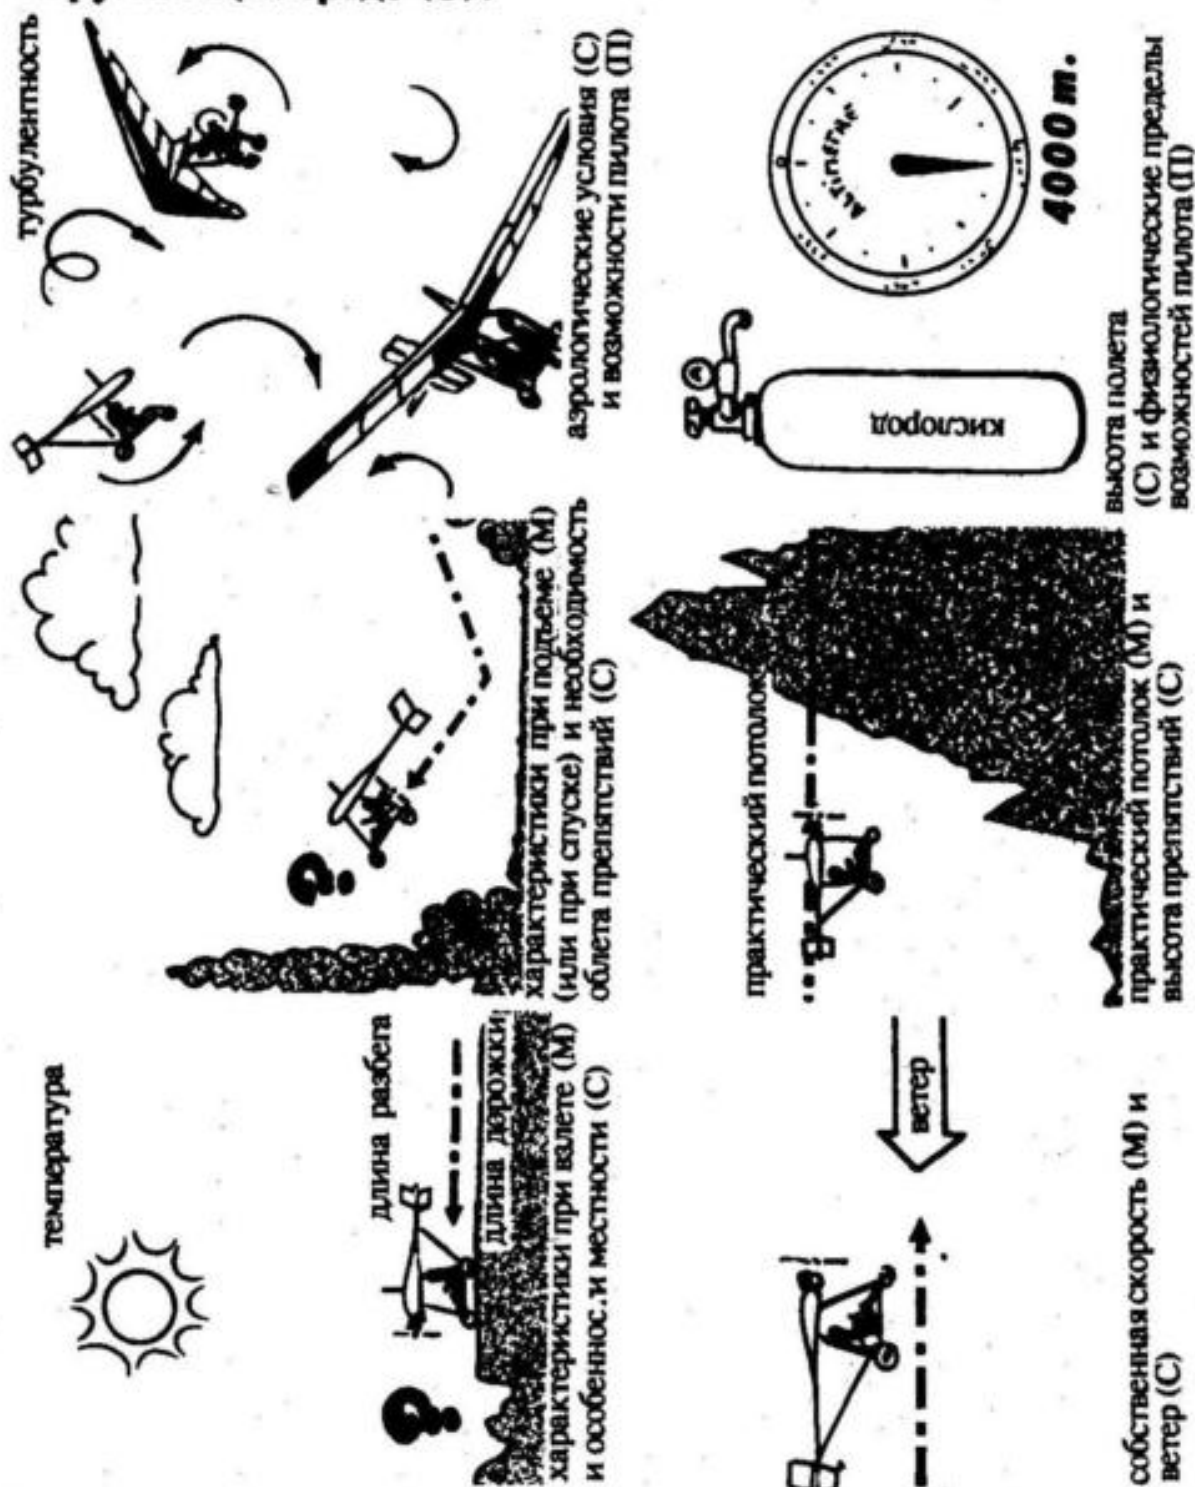 температура
длина разбега
длина дорожки
характеристики при взлете (М)
и особеннос.и местности (С)
характеристики при подъеме (М)
(или при спуске) и необходимость
облета препятствий (С)
турбулентность
аэрологические условия (С)
и возможности пилота (П)
ветер
собственная скорость (М) и
ветер (С)
практический потолок
практический потолок (М) и
высота препятствий (С)
кислород
ALTIMETRE
0
4000 m.
высота полета
(С) и физиологические пределы
возможностей пилота (П)